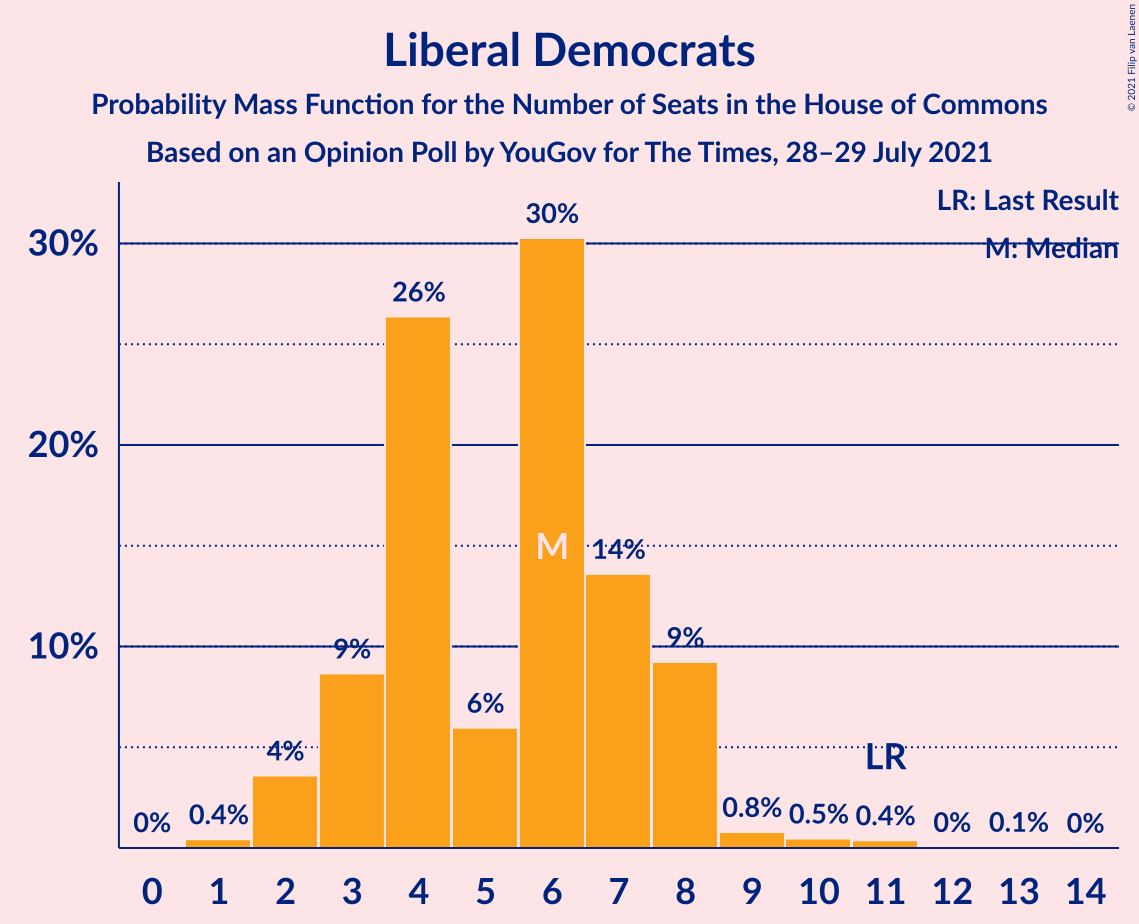 © 2021 Filip van Laenen
Liberal Democrats
Probability Mass Function for the Number of Seats in the House of Commons
Based on an Opinion Poll by YouGov for The Times, 28–29 July 2021
LR: Last Result
M: Median
30%
20%
10%
0%
0.4%
4%
9%
26%
6%
30%
M
14%
9%
0.8%
0.5%
LR
0.4%
0%
0.1%
0%
0 1 2 3 4 5 6 7 8 9 10 11 12 13 14